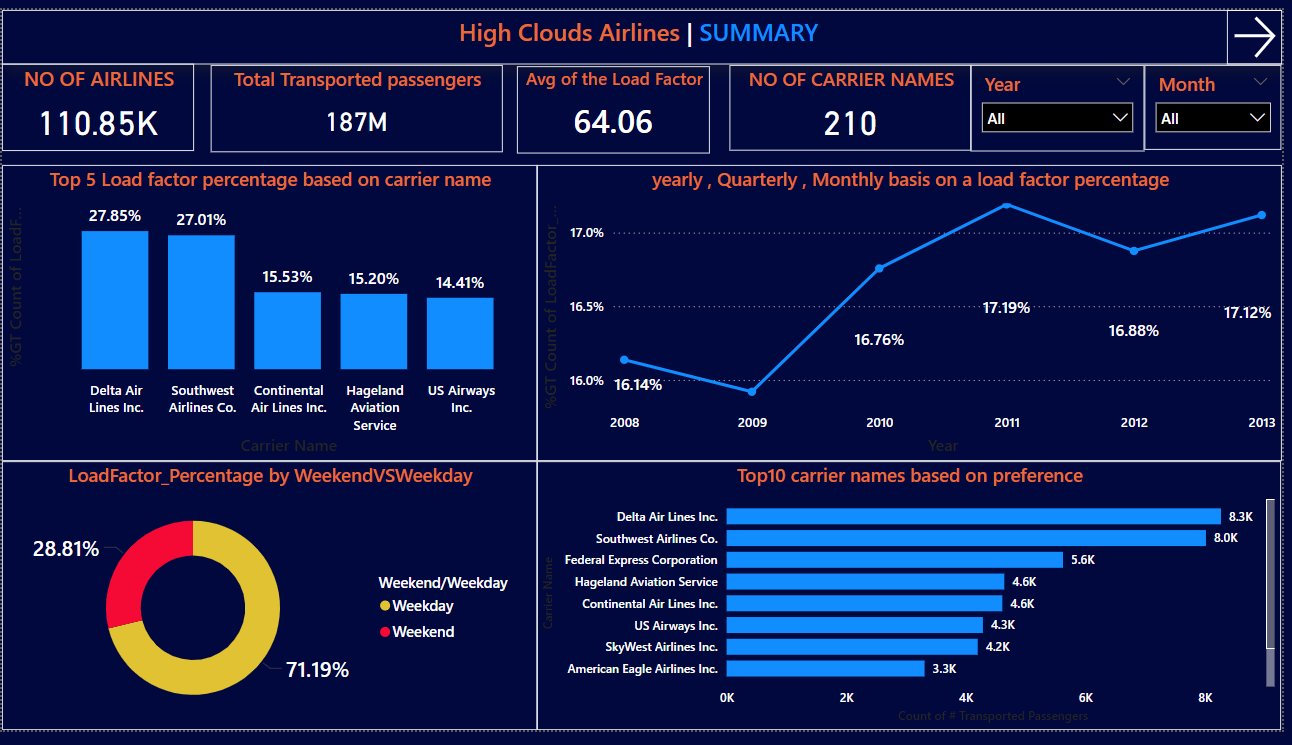 High Clouds Airlines | SUMMARY
NO OF AIRLINES
110.85K
Total Transported passengers
187M
Avg of the Load Factor
64.06
NO OF CARRIER NAMES
210
Year
All
Month
All
Top 5 Load factor percentage based on carrier name
%GT Count of LoadF...
27.85%
27.01%
15.53%
15.20%
14.41%
Delta Air
Lines Inc.
Southwest
Airlines Co.
Continental
Air Lines Inc.
Hageland
Aviation
Service
US Airways
Inc.
Carrier Name
yearly , Quarterly , Monthly basis on a load factor percentage
%GT Count of LoadFactor_...
17.0%
16.5%
16.0%
16.14%
16.76%
17.19%
16.88%
17.12%
2008
2009
2010
2011
2012
2013
Year
LoadFactor_Percentage by WeekendVSWeekday
28.81%
71.19%
Weekend/Weekday
Weekday
Weekend
Top10 carrier names based on preference
Carrier Name
Delta Air Lines Inc.
8.3K
Southwest Airlines Co.
8.0K
Federal Express Corporation
5.6K
Hageland Aviation Service
4.6K
Continental Air Lines Inc.
4.6K
US Airways Inc.
4.3K
SkyWest Airlines Inc.
4.2K
American Eagle Airlines Inc.
3.3K
0K
2K
4K
6K
8K
Count of # Transported Passengers